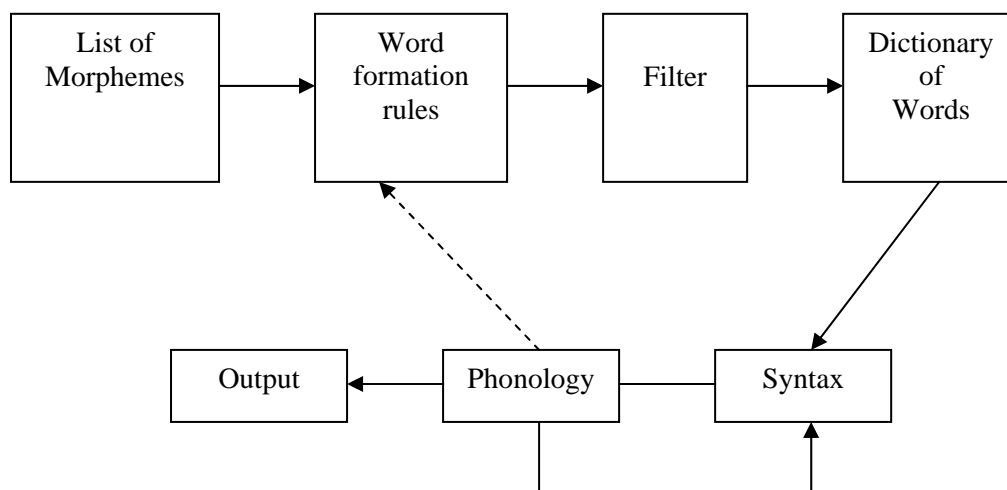 List of
Morphemes
Word
formation
rules
Filter
Dictionary
of
Words
Output
Phonology
Syntax